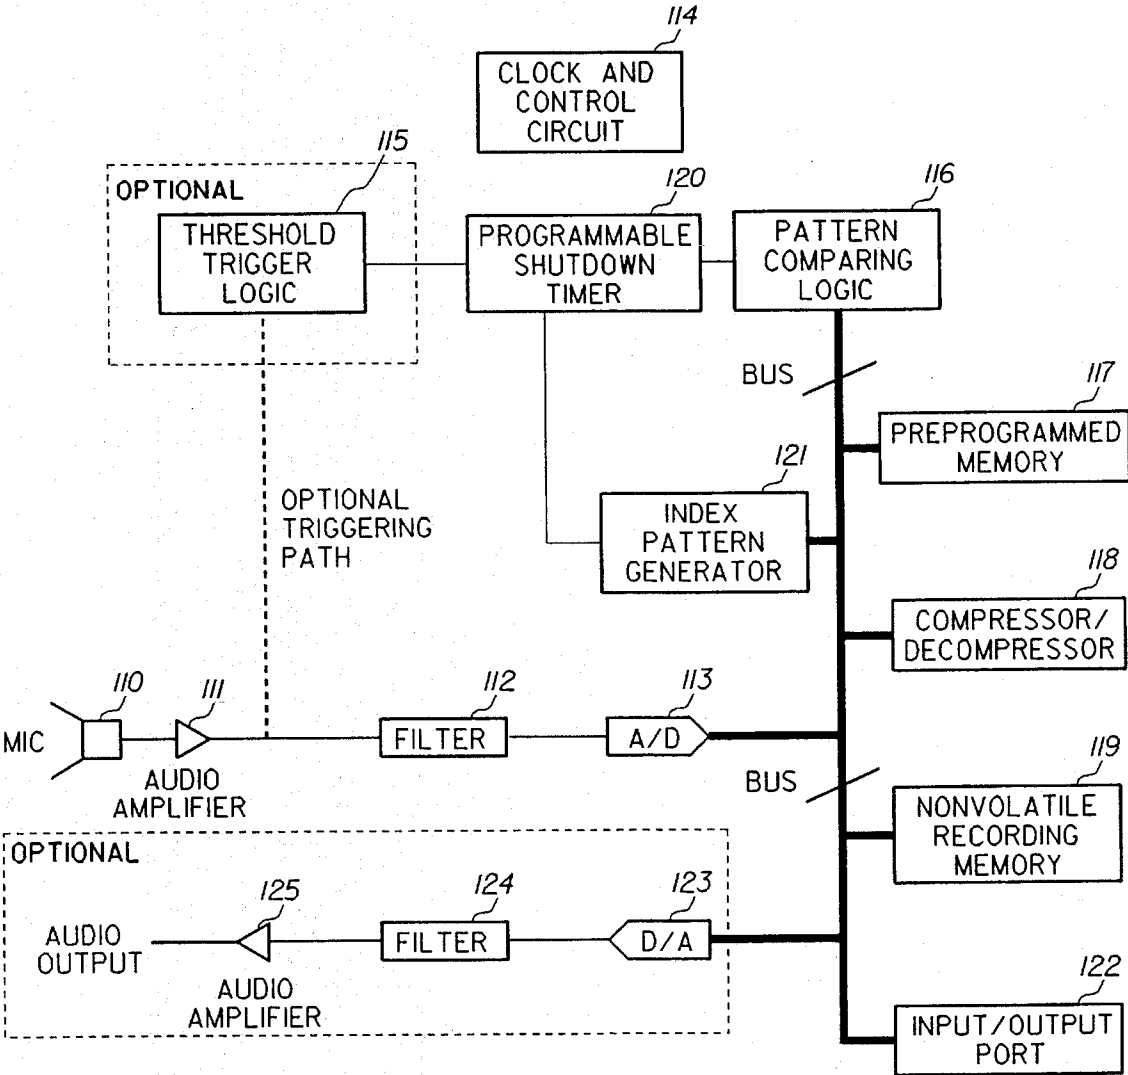 114
CLOCK AND
CONTROL
CIRCUIT
115
OPTIONAL
THRESHOLD
TRIGGER
LOGIC
120
PROGRAMMABLE
SHUTDOWN
TIMER
116
PATTERN
COMPARING
LOGIC
BUS
117
PREPROGRAMMED
MEMORY
121
INDEX
PATTERN
GENERATOR
OPTIONAL
TRIGGERING
PATH
118
COMPRESSOR/
DECOMPRESSOR
MIC
110
111
AUDIO
AMPLIFIER
112
FILTER
113
A/D
BUS
119
NONVOLATILE
RECORDING
MEMORY
OPTIONAL
AUDIO
OUTPUT
125
AUDIO
AMPLIFIER
124
FILTER
123
D/A
122
INPUT/OUTPUT
PORT